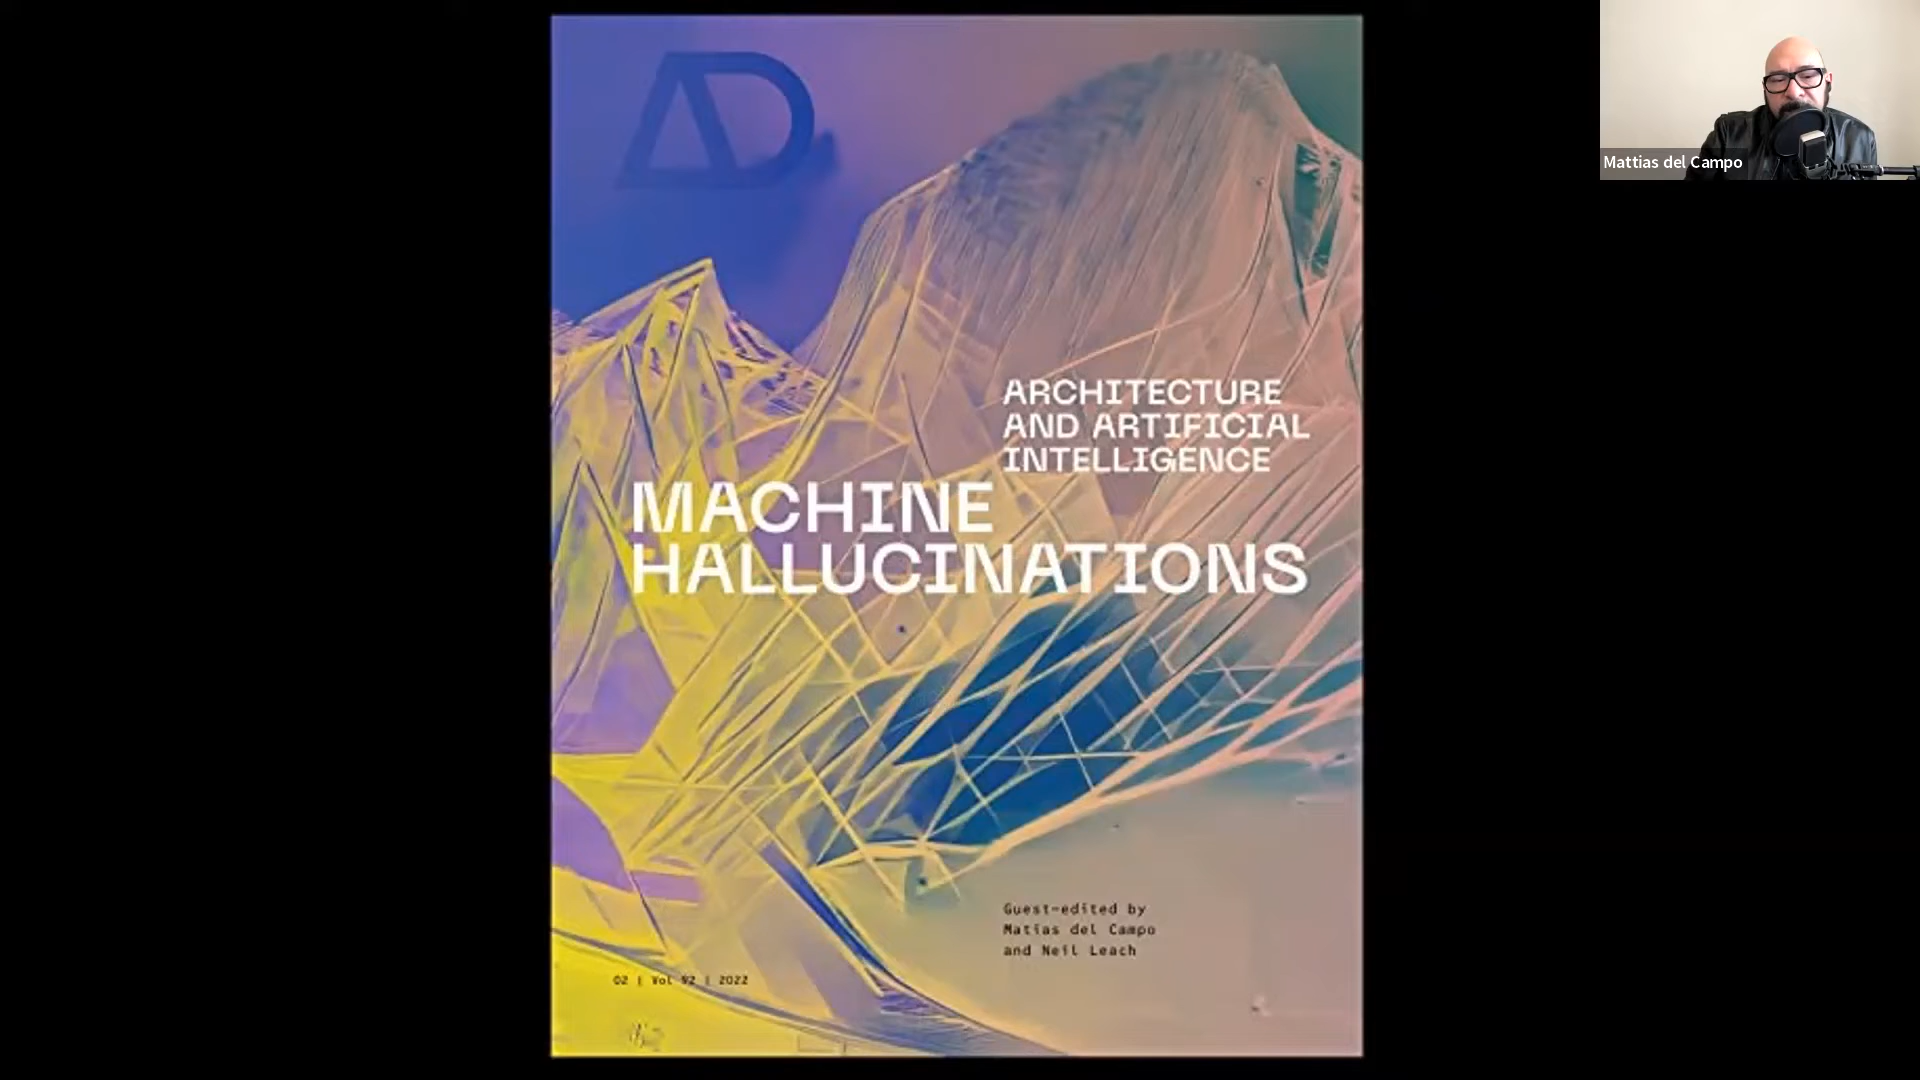 AD
ARCHITECTURE
AND ARTIFICIAL
INTELLIGENCE
MACHINE
HALLUCINATIONS
Guest-edited by
Matias del Campo
and Neil Leach
02 | Vol 92 | 2022
Mattias del Campo